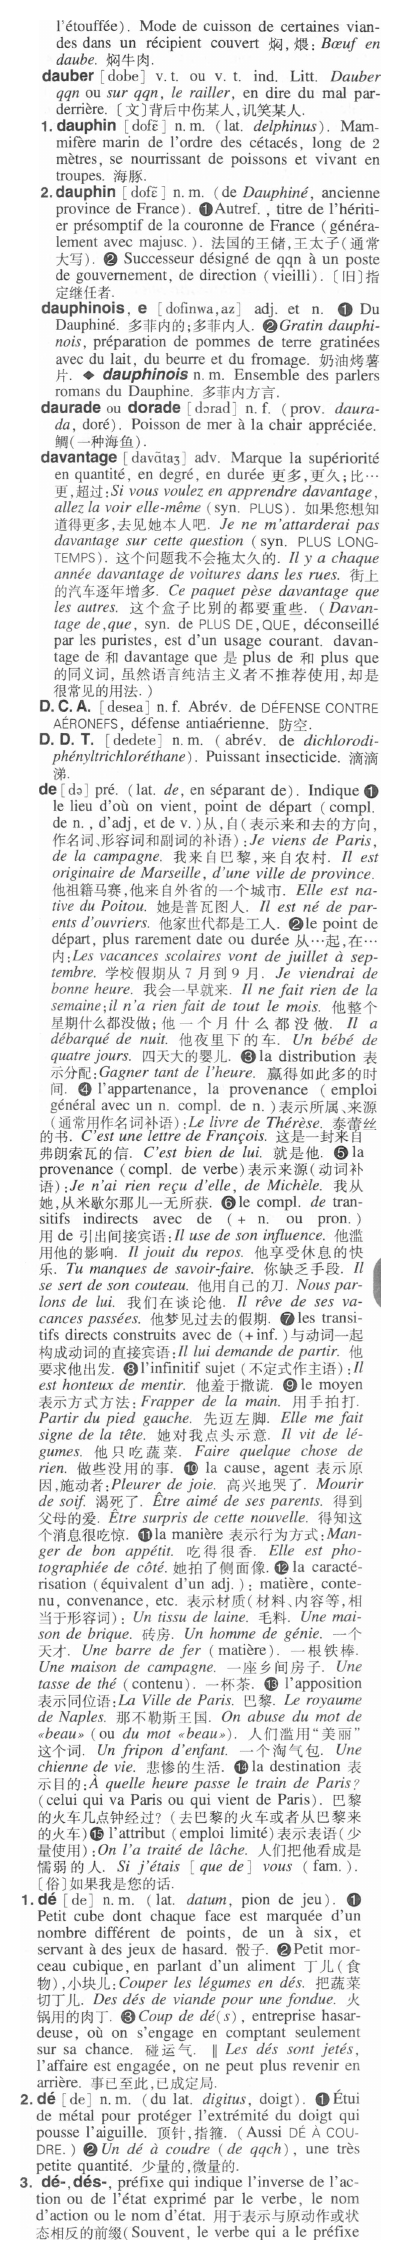 l'étouffée). Mode de cuisson de certaines vian-
des dans un récipient couvert 焖,煨: Bœuf en
daube. 焖牛肉.
dauber [dobe] v. t. ou v. t. ind. Litt. Dauber
qqn ou sur qqn, le railler, en dire du mal par-
derrière. 〔文〕背后中伤某人,讥笑某人.
1. dauphin [dofɛ̃] n. m. (lat. delphinus). Mam-
mifère marin de l'ordre des cétacés, long de 2
mètres, se nourrissant de poissons et vivant en
troupes. 海豚.
2. dauphin [dofɛ̃] n. m. (de Dauphiné, ancienne
province de France). ❶Autref., titre de l'hériti-
er présomptif de la couronne de France (généra-
lement avec majusc.). 法国的王储,王太子(通常
大写). ❷ Successeur désigné de qqn à un poste
de gouvernement, de direction (vieilli). 〔旧〕指
定继任者.
dauphinois, e [dofinwa,az] adj. et n. ❶ Du
Dauphiné. 多菲内的;多菲内人. ❷Gratin dauphi-
nois, préparation de pommes de terre gratinées
avec du lait, du beurre et du fromage. 奶油烤薯
片. ◆ dauphinois n. m. Ensemble des parlers
romans du Dauphine. 多菲内方言.
daurade ou dorade [dɔrad] n. f. (prov. daura-
da, doré). Poisson de mer à la chair appréciée.
鲷(一种海鱼).
davantage [davɑ̃taʒ] adv. Marque la supériorité
en quantité, en degré, en durée 更多,更久;比…
更,超过:Si vous voulez en apprendre davantage,
allez la voir elle-même (syn. PLUS). 如果您想知
道得更多,去见她本人吧. Je ne m'attarderai pas
davantage sur cette question (syn. PLUS LONG-
TEMPS). 这个问题我不会拖太久的. Il y a chaque
année davantage de voitures dans les rues. 街上
的汽车逐年增多. Ce paquet pèse davantage que
les autres. 这个盒子比别的都要重些. (Davan-
tage de,que, syn. de PLUS DE,QUE, déconseillé
par les puristes, est d'un usage courant. davan-
tage de 和 davantage que 是 plus de 和 plus que
的同义词, 虽然语言纯洁主义者不推荐使用,却是
很常见的用法.)
D. C. A. [desea] n. f. Abrév. de DÉFENSE CONTRE
AÉRONEFS, défense antiaérienne. 防空.
D. D. T. [dedete] n. m. (abrév. de dichlorodi-
phényltrichloréthane). Puissant insecticide. 滴滴
涕.
de [də] pré. (lat. de, en séparant de). Indique ❶
le lieu d'où on vient, point de départ (compl.
de n., d'adj, et de v.)从,自(表示来和去的方向,
作名词、形容词和副词的补语):Je viens de Paris,
de la campagne. 我来自巴黎,来自农村. Il est
originaire de Marseille, d'une ville de province.
他祖籍马赛,他来自外省的一个城市. Elle est na-
tive du Poitou. 她是普瓦图人. Il est né de par-
ents d'ouvriers. 他家世代都是工人. ❷le point de
départ, plus rarement date ou durée 从…起,在…
内:Les vacances scolaires vont de juillet à sep-
tembre. 学校假期从 7 月到 9 月. Je viendrai de
bonne heure. 我会一早就来. Il ne fait rien de la
semaine;il n'a rien fait de tout le mois. 他整个
星期什么都没做; 他一个月什么都没做. Il a
débarqué de nuit. 他夜里下的车. Un bébé de
quatre jours. 四天大的婴儿. ❸ la distribution 表
示分配:Gagner tant de l'heure. 赢得如此多的时
间. ❹ l'appartenance, la provenance (emploi
général avec un n. compl. de n.)表示所属、来源
(通常用作名词补语):Le livre de Thérèse. 泰蕾丝
的书. C'est une lettre de François. 这是一封来自
弗朗索瓦的信. C'est bien de lui. 就是他. ❺ la
provenance (compl. de verbe)表示来源(动词补
语):Je n'ai rien reçu d'elle, de Michèle. 我从
她,从米歇尔那儿一无所获. ❻le compl. de tran-
sitifs indirects avec de (+ n. ou pron.)
用 de 引出间接宾语:Il use de son influence. 他滥
用他的影响. Il jouit du repos. 他享受休息的快
乐. Tu manques de savoir-faire. 你缺乏手段. Il
se sert de son couteau. 他用自己的刀. Nous par-
lons de lui. 我们在谈论他. Il rêve de ses va-
cances passées. 他梦见过去的假期. ❼les transi-
tifs directs construits avec de (+inf.)与动词一起
构成动词的直接宾语:Il lui demande de partir. 他
要求他出发. ❽l'infinitif sujet (不定式作主语):Il
est honteux de mentir. 他羞于撒谎. ❾le moyen
表示方式方法: Frapper de la main. 用手拍打.
Partir du pied gauche. 先迈左脚. Elle me fait
signe de la tête. 她对我点头示意. Il vit de lé-
gumes. 他只吃蔬菜. Faire quelque chose de
rien. 做些没用的事. ❿ la cause, agent 表示原
因,施动者:Pleurer de joie. 高兴地哭了. Mourir
de soif. 渴死了. Être aimé de ses parents. 得到
父母的爱. Être surpris de cette nouvelle. 得知这
个消息很吃惊. ⓫la manière 表示行为方式:Man-
ger de bon appétit. 吃得很香. Elle est pho-
tographiée de côté. 她拍了侧面像. ⓬la caracté-
risation (équivalent d'un adj.): matière, conte-
nu, convenance, etc. 表示材质(材料、内容等,相
当于形容词): Un tissu de laine. 毛料. Une mai-
son de brique. 砖房. Un homme de génie. 一个
天才. Une barre de fer (matière). 一根铁棒.
Une maison de campagne. 一座乡间房子. Une
tasse de thé (contenu). 一杯茶. ⓭ l'apposition
表示同位语:La Ville de Paris. 巴黎. Le royaume
de Naples. 那不勒斯王国. On abuse du mot de
«beau» (ou du mot «beau»). 人们滥用“美丽”
这个词. Un fripon d'enfant. 一个淘气包. Une
chienne de vie. 悲惨的生活. ⓮la destination 表
示目的:À quelle heure passe le train de Paris?
(celui qui va Paris ou qui vient de Paris). 巴黎
的火车几点钟经过? (去巴黎的火车或者从巴黎来
的火车)⓯ l'attribut (emploi limité)表示表语(少
量使用):On l'a traité de lâche. 人们把他看成是
懦弱的人. Si j'étais [que de] vous (fam.).
〔俗〕如果我是您的话.
1. dé [de] n. m. (lat. datum, pion de jeu). ❶
Petit cube dont chaque face est marquée d'un
nombre différent de points, de un à six, et
servant à des jeux de hasard. 骰子. ❷Petit mor-
ceau cubique,en parlant d'un aliment 丁儿(食
物),小块儿: Couper les légumes en dés. 把蔬菜
切丁儿. Des dés de viande pour une fondue. 火
锅用的肉丁. ❸Coup de dé(s), entreprise hasar-
deuse, où on s'engage en comptant seulement
sur sa chance. 碰运气. ‖ Les dés sont jetés,
l'affaire est engagée, on ne peut plus revenir en
arrière. 事已至此,已成定局.
2. dé [de] n. m. (du lat. digitus, doigt). ❶Étui
de métal pour protéger l'extrémité du doigt qui
pousse l'aiguille. 顶针,指箍. (Aussi DÉ À COU-
DRE.) ❷ Un dé à coudre (de qqch), une très
petite quantité. 少量的,微量的.
3. dé-,dés-, préfixe qui indique l'inverse de l'ac-
tion ou de l'état exprimé par le verbe, le nom
d'action ou le nom d'état. 用于表示与原动作或状
态相反的前缀(Souvent, le verbe qui a le préfixe